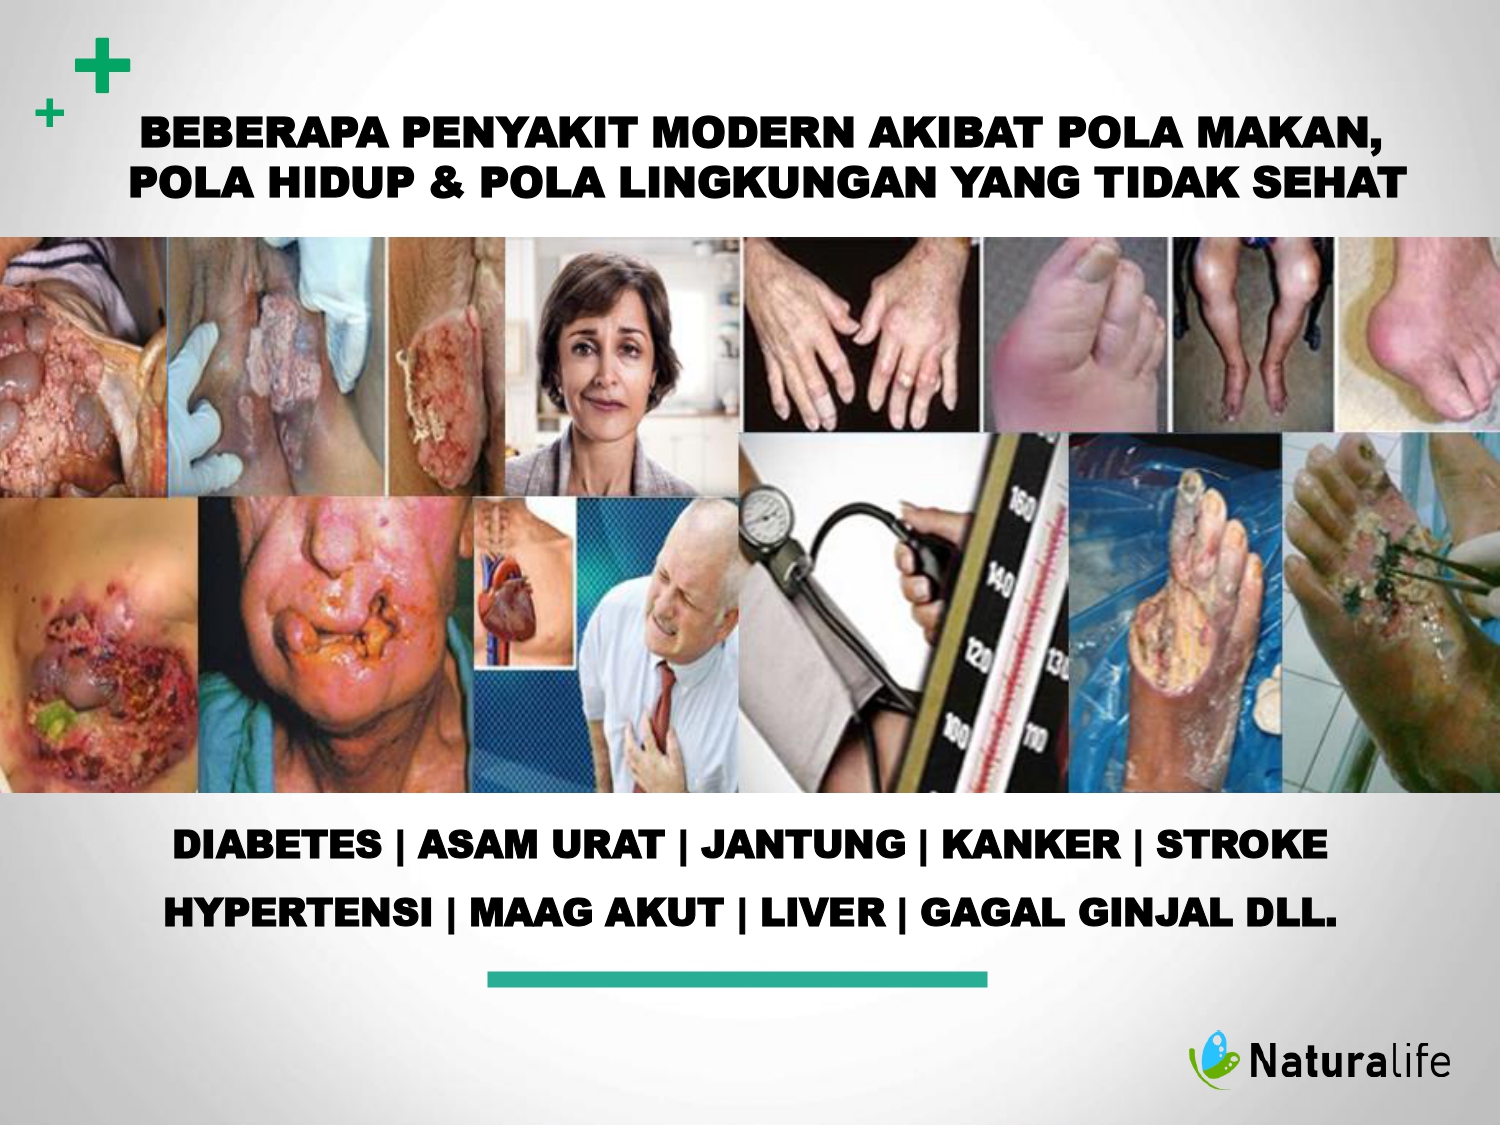 BEBERAPA PENYAKIT MODERN AKIBAT POLA MAKAN,
POLA HIDUP & POLA LINGKUNGAN YANG TIDAK SEHAT
160
140
120
130
100
110
DIABETES | ASAM URAT | JANTUNG | KANKER | STROKE
HYPERTENSI | MAAG AKUT | LIVER | GAGAL GINJAL DLL.
Naturalife